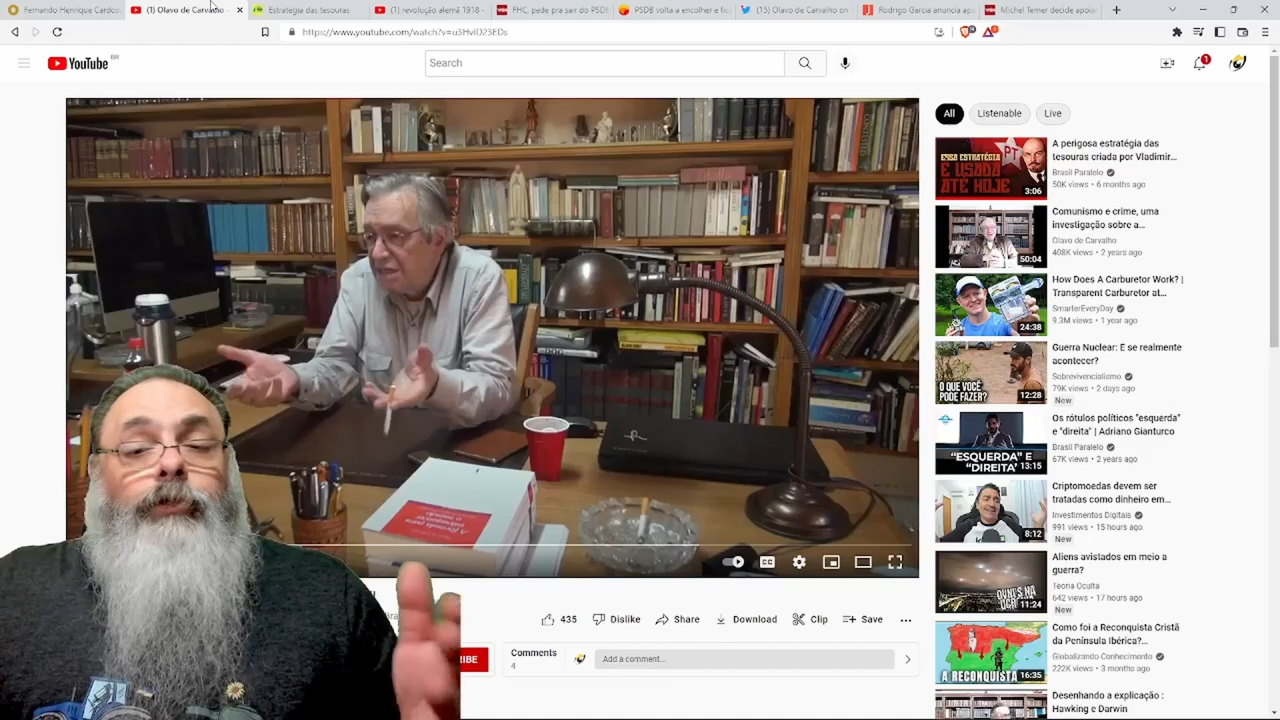 Fernando Henrique Cardos
(1) Olavo de Carvalho -
Estratégia das tesouras
(1) revolução alemã 1918 -
FHC, pede pra sair do PSD!
PSDB volta a encolher e fic
(15) Olavo de Carvalho on
Rodrigo Garcia anuncia apo
Michel Temer decide apoia
https://www.youtube.com/watch?v=u3HvID23EDs
YouTube BR
Search
1
All
Listenable
Live
ESSA ESTRATÉGIA
É USADA
ATÉ HOJE
PT
3:06
A perigosa estratégia das
tesouras criada por Vladimir...
Brasil Paralelo
50K views • 6 months ago
50:04
Comunismo e crime, uma
investigação sobre a...
Olavo de Carvalho
408K views • 2 years ago
24:38
How Does A Carburetor Work? |
Transparent Carburetor at...
SmarterEveryDay
9.3M views • 1 year ago
O QUE VOCÊ
PODE FAZER?
12:28
Guerra Nuclear: E se realmente
acontecer?
Sobrevivencialismo
79K views • 2 days ago
New
"ESQUERDA" E
"DIREITA"
13:15
Os rótulos políticos "esquerda"
e "direita" | Adriano Gianturco
Brasil Paralelo
67K views • 2 years ago
8:12
Criptomoedas devem ser
tratadas como dinheiro em...
Investimentos Digitais
991 views • 15 hours ago
New
11:24
Aliens avistados em meio a
guerra?
Teoria Oculta
642 views • 17 hours ago
New
A RECONQUISTA
16:35
Como foi a Reconquista Cristã
da Península Ibérica?...
Globalizando Conhecimento
222K views • 3 months ago
Desenhando a explicação :
Hawking e Darwin
CC
435
Dislike
Share
Download
Clip
Save
RIBE
Comments
4
Add a comment...